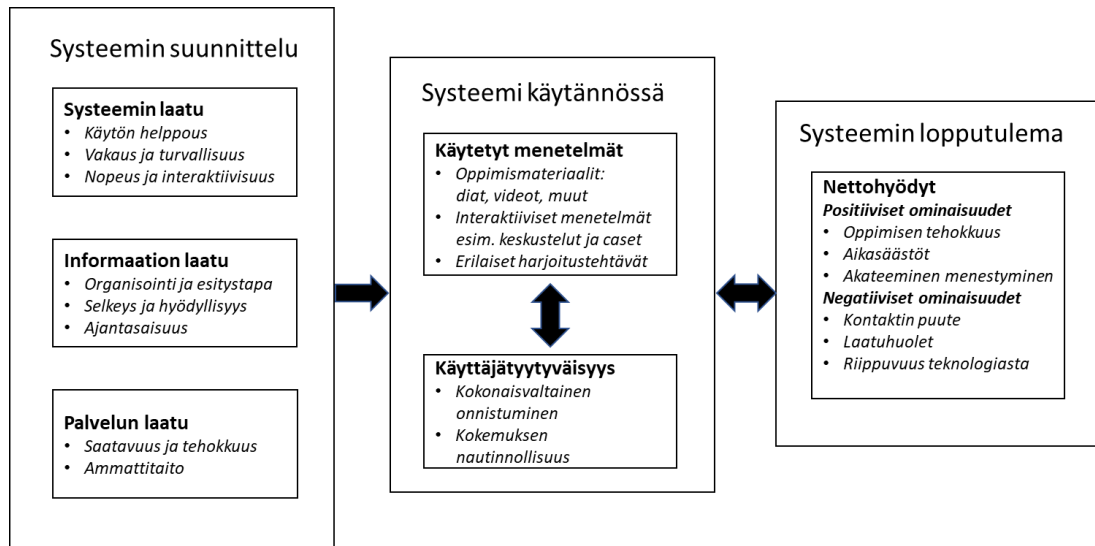 Systeemin suunnittelu
Systeemin laatu
• Käytön helppous
• Vakaus ja turvallisuus
• Nopeus ja interaktiivisuus
Informaation laatu
• Organisointi ja esitystapa
• Selkeys ja hyödyllisyys
• Ajantasaisuus
Palvelun laatu
• Saatavuus ja tehokkuus
• Ammattitaito
Systeemi käytännössä
Käytetyt menetelmät
• Oppimismateriaalit:
diat, videot, muut
• Interaktiiviset menetelmät
esim. keskustelut ja caset
• Erilaiset harjoitustehtävät
Käyttäjätyytyväisyys
• Kokonaisvaltainen
onnistuminen
• Kokemuksen
nautinnollisuus
Systeemin lopputulema
Nettohyödyt
Positiiviset ominaisuudet
• Oppimisen tehokkuus
• Aikasäästöt
• Akateeminen menestyminen
Negatiiviset ominaisuudet
• Kontaktin puute
• Laatuhuolet
• Riippuvuus teknologiasta